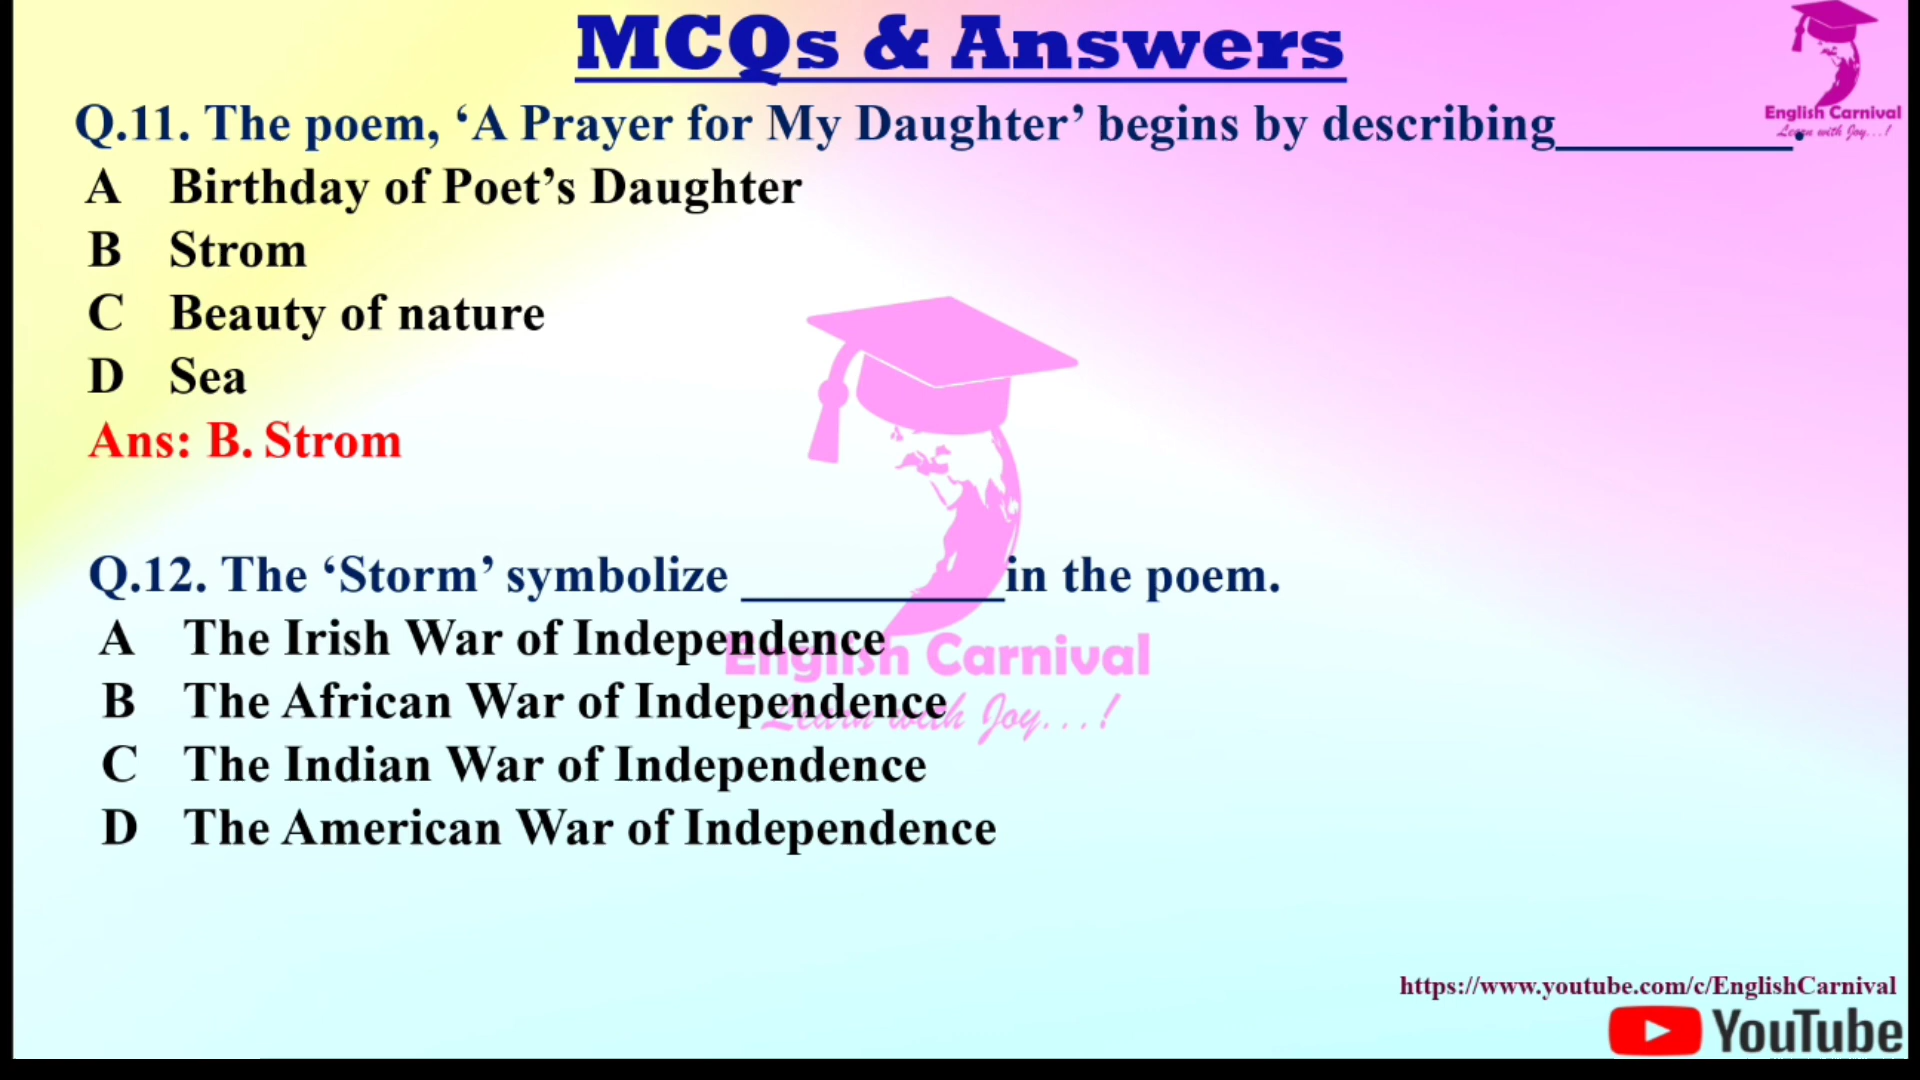 MCQs & Answers
English Carnival
Learn with Joy...!
Q.11. The poem, ‘A Prayer for My Daughter’ begins by describing_________.
A Birthday of Poet’s Daughter
B Strom
C Beauty of nature
D Sea
Ans: B. Strom
Q.12. The ‘Storm’ symbolize __________in the poem.
A The Irish War of Independence
B The African War of Independence
C The Indian War of Independence
D The American War of Independence
English Carnival
Learn with Joy...!
https://www.youtube.com/c/EnglishCarnival
YouTube